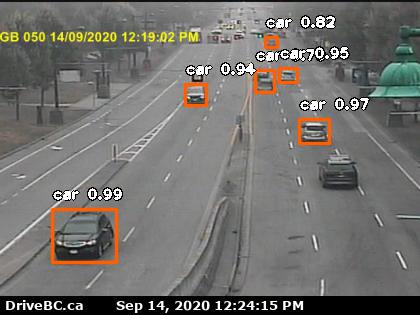 car 0.82
GB 050 14/09/2020 12:19:02 PM
car 0.95
car 0.94
car 0.97
car 0.99
DriveBC.ca Sep 14, 2020 12:24:15 PM